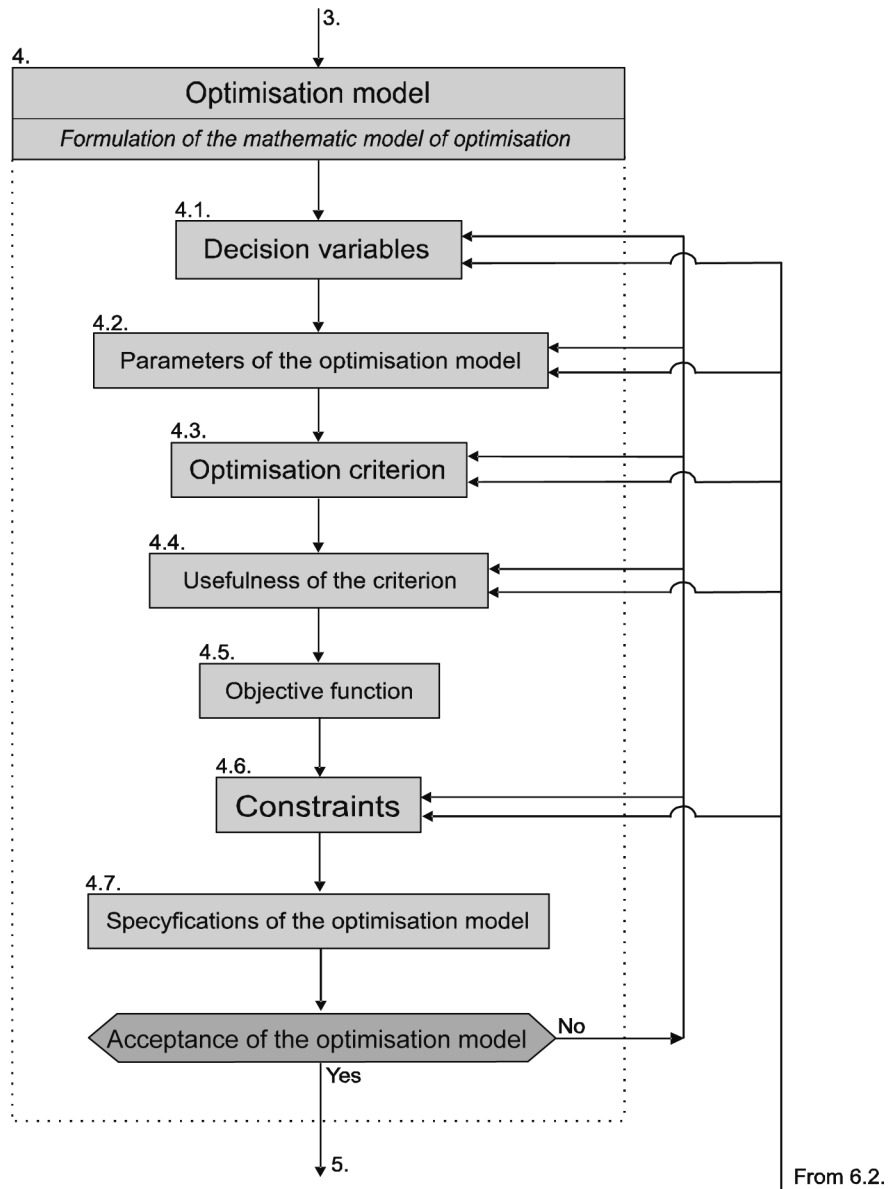 3.
4.
Optimisation model
Formulation of the mathematic model of optimisation
4.1.
Decision variables
4.2.
Parameters of the optimisation model
4.3.
Optimisation criterion
4.4.
Usefulness of the criterion
4.5.
Objective function
4.6.
Constraints
4.7.
Specyfications of the optimisation model
Acceptance of the optimisation model
No
Yes
5.
From 6.2.